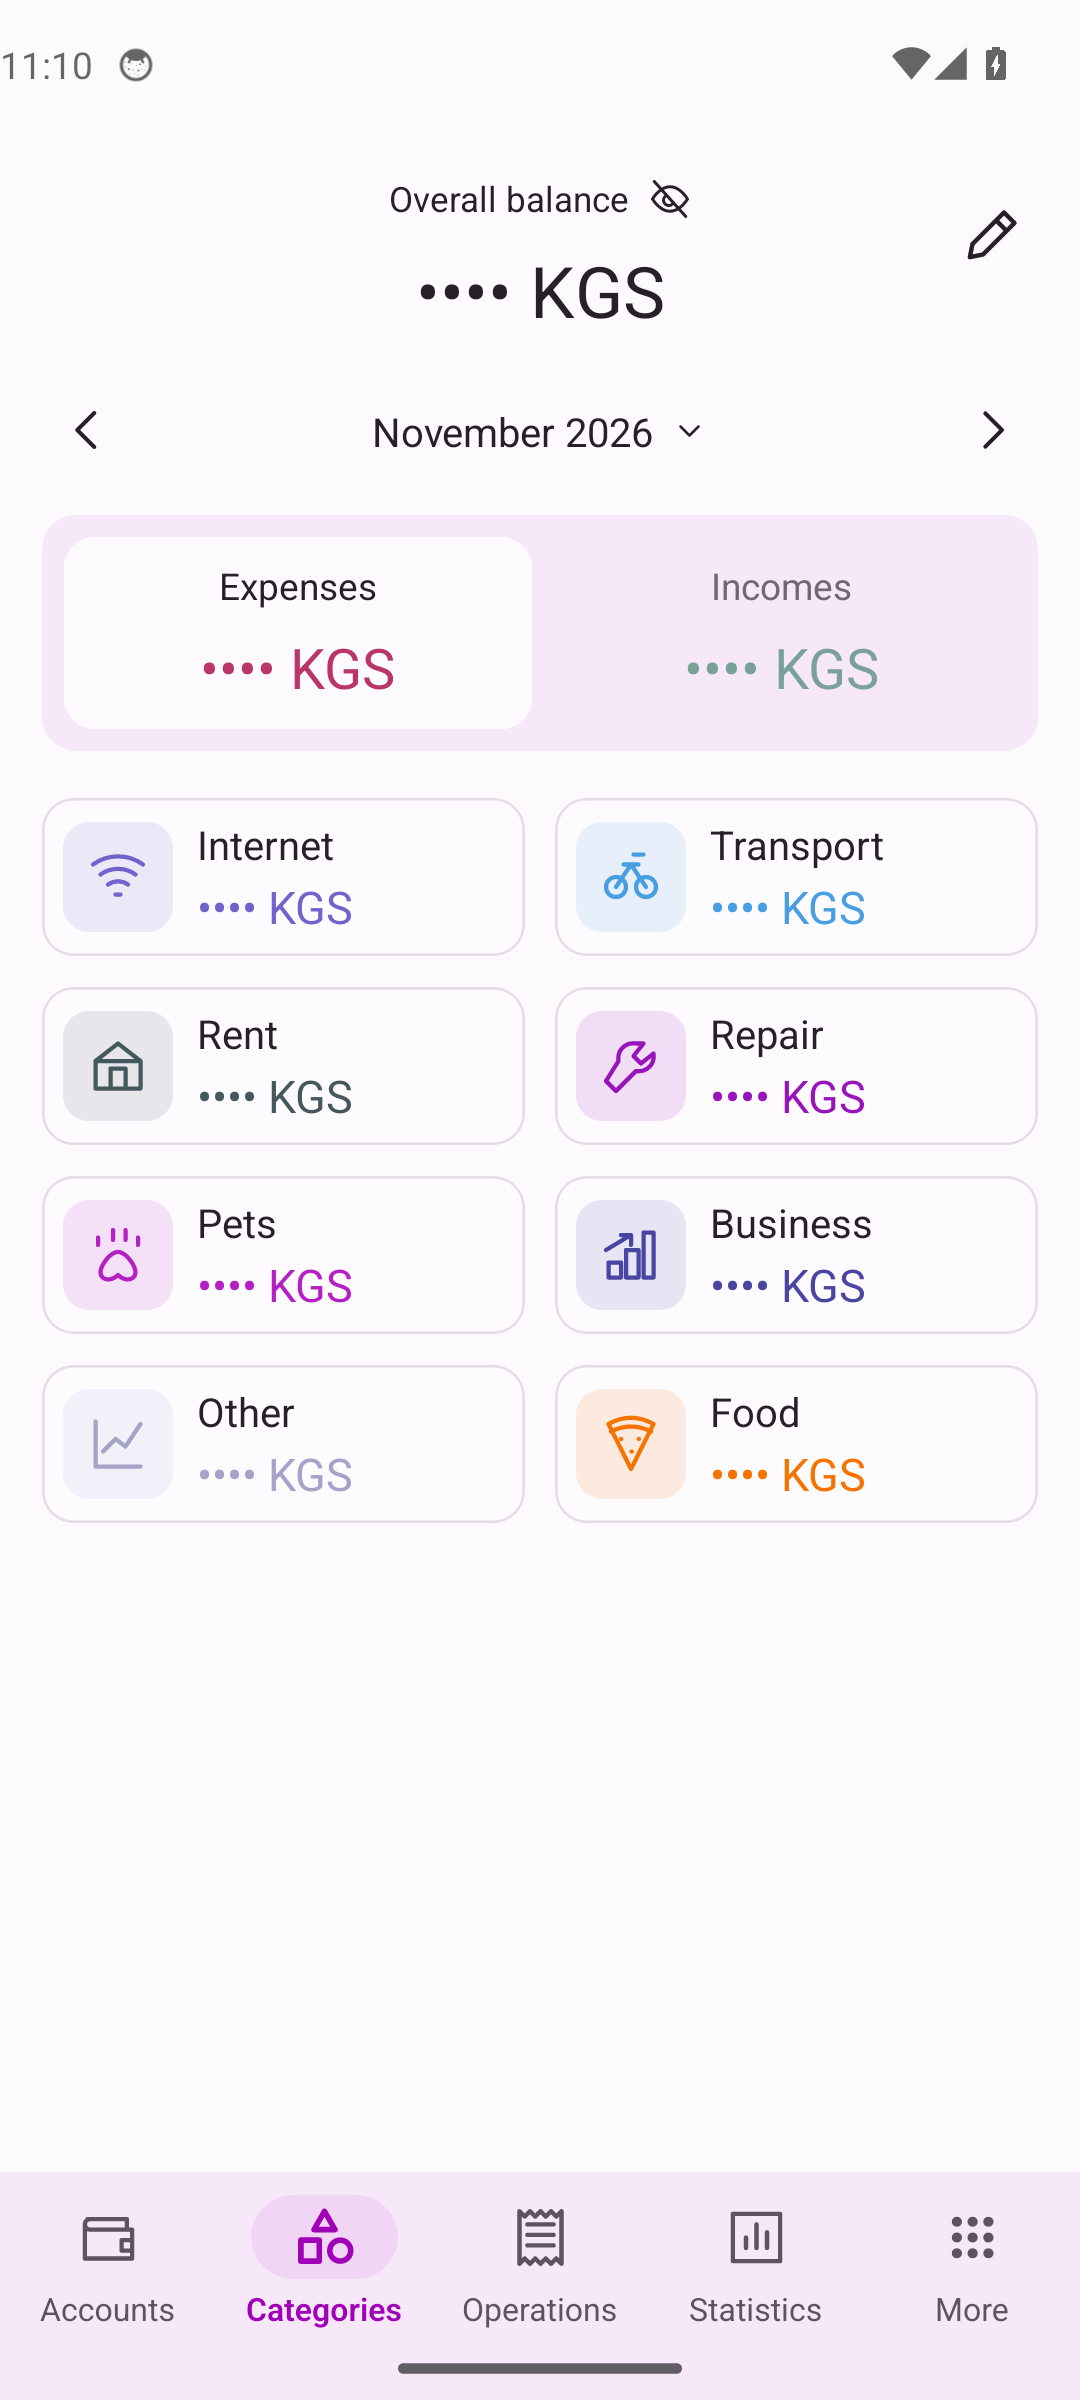 11:10
Overall balance
•••• KGS
November 2026
Expenses
•••• KGS
Incomes
•••• KGS
Internet
•••• KGS
Transport
•••• KGS
Rent
•••• KGS
Repair
•••• KGS
Pets
•••• KGS
Business
•••• KGS
Other
•••• KGS
Food
•••• KGS
Accounts
Categories
Operations
Statistics
More